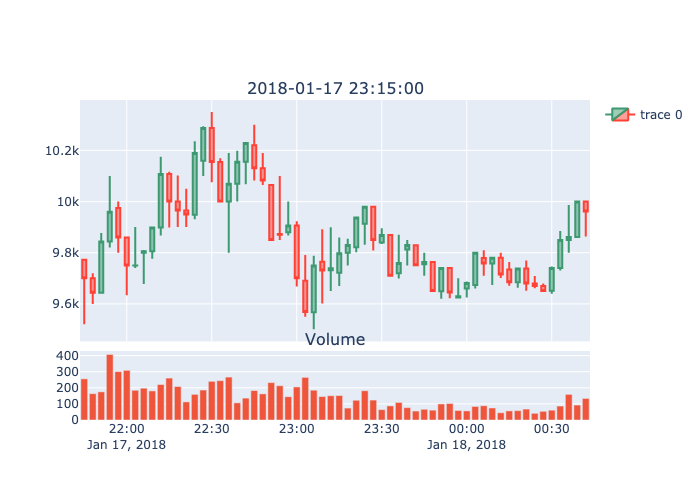 2018-01-17 23:15:00
trace 0
10.2k
10k
9.8k
9.6k
Volume
400
300
200
100
0
22:00 22:30 23:00 23:30 00:00 00:30
Jan 17, 2018 Jan 18, 2018